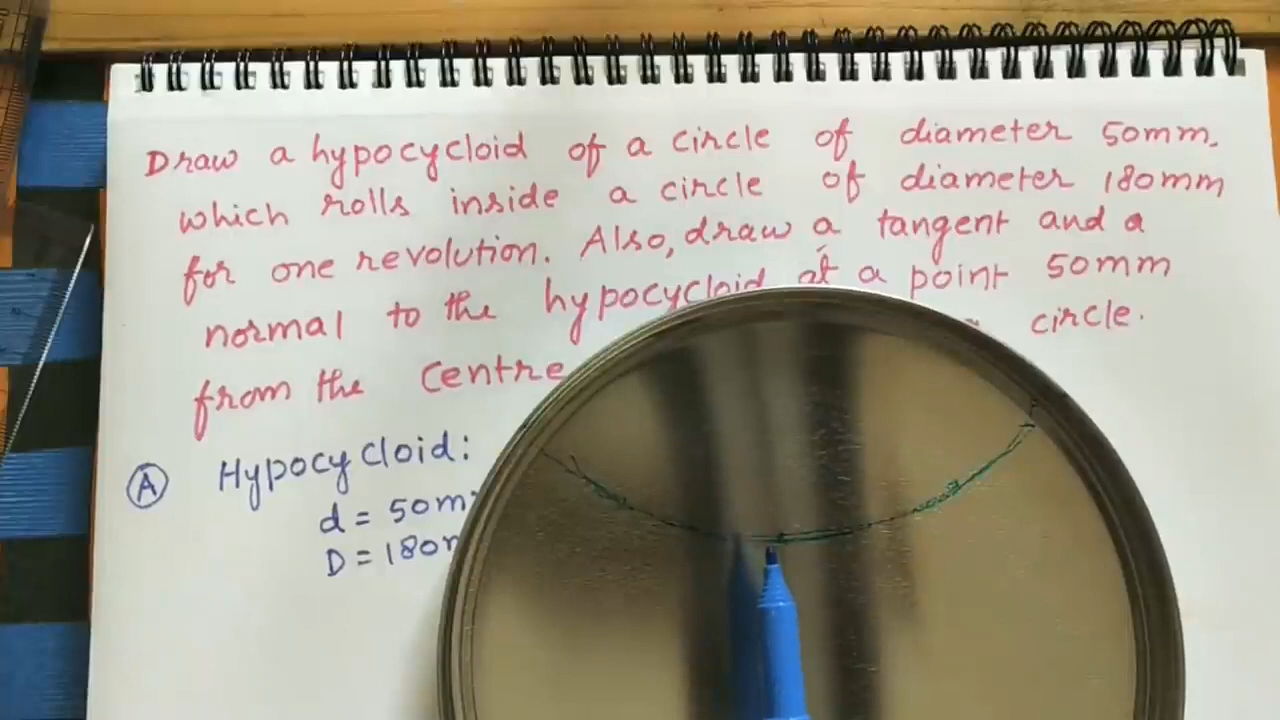 Draw a hypocycloid of a circle of diameter 50mm.
which rolls inside a circle of diameter 180mm
for one revolution. Also, draw a tangent and a
normal to the hypocycloid at a point 50mm
from the centre circle.
A Hypocycloid:
d = 50m
D = 180